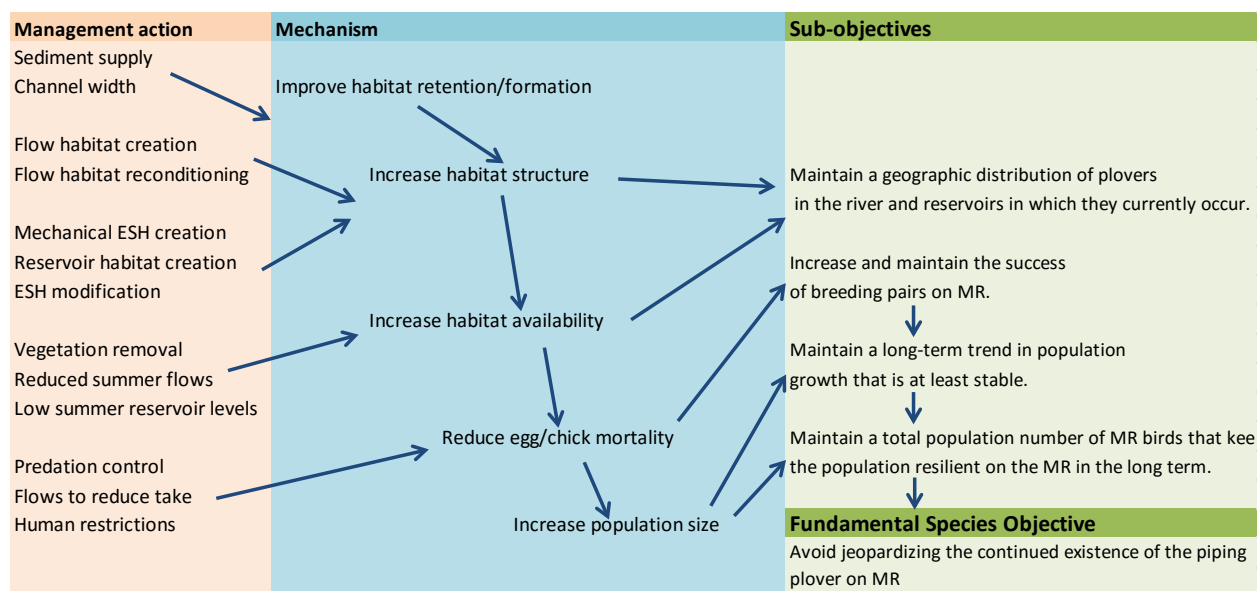 Management action
Sediment supply
Channel width
Flow habitat creation
Flow habitat reconditioning
Mechanical ESH creation
Reservoir habitat creation
ESH modification
Vegetation removal
Reduced summer flows
Low summer reservoir levels
Predation control
Flows to reduce take
Human restrictions
Mechanism
Improve habitat retention/formation
Increase habitat structure
Increase habitat availability
Reduce egg/chick mortality
Increase population size
Sub-objectives
Maintain a geographic distribution of plovers
in the river and reservoirs in which they currently occur.
Increase and maintain the success
of breeding pairs on MR.
Maintain a long-term trend in population
growth that is at least stable.
Maintain a total population number of MR birds that kee
the population resilient on the MR in the long term.
Fundamental Species Objective
Avoid jeopardizing the continued existence of the piping
plover on MR